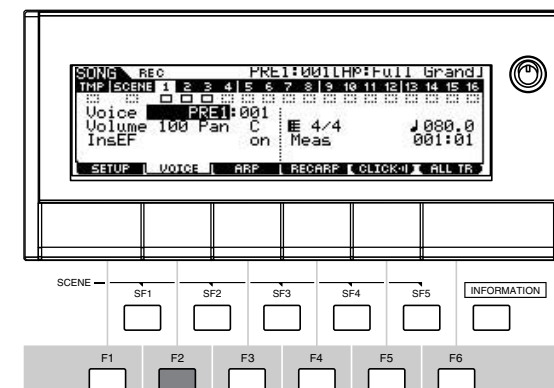 SONG REC PRE1:001[HP:Full Grand]
TMP SCENE 1 2 3 4 5 6 7 8 9 10 11 12 13 14 15 16
Voice PRE1:001
Volume 100 Pan C 4/4 ♩080.0
InsEF on Meas 001:01
SETUP VOICE ARP RECARP CLICK ALL TR
SCENE
SF1 SF2 SF3 SF4 SF5 INFORMATION
F1 F2 F3 F4 F5 F6